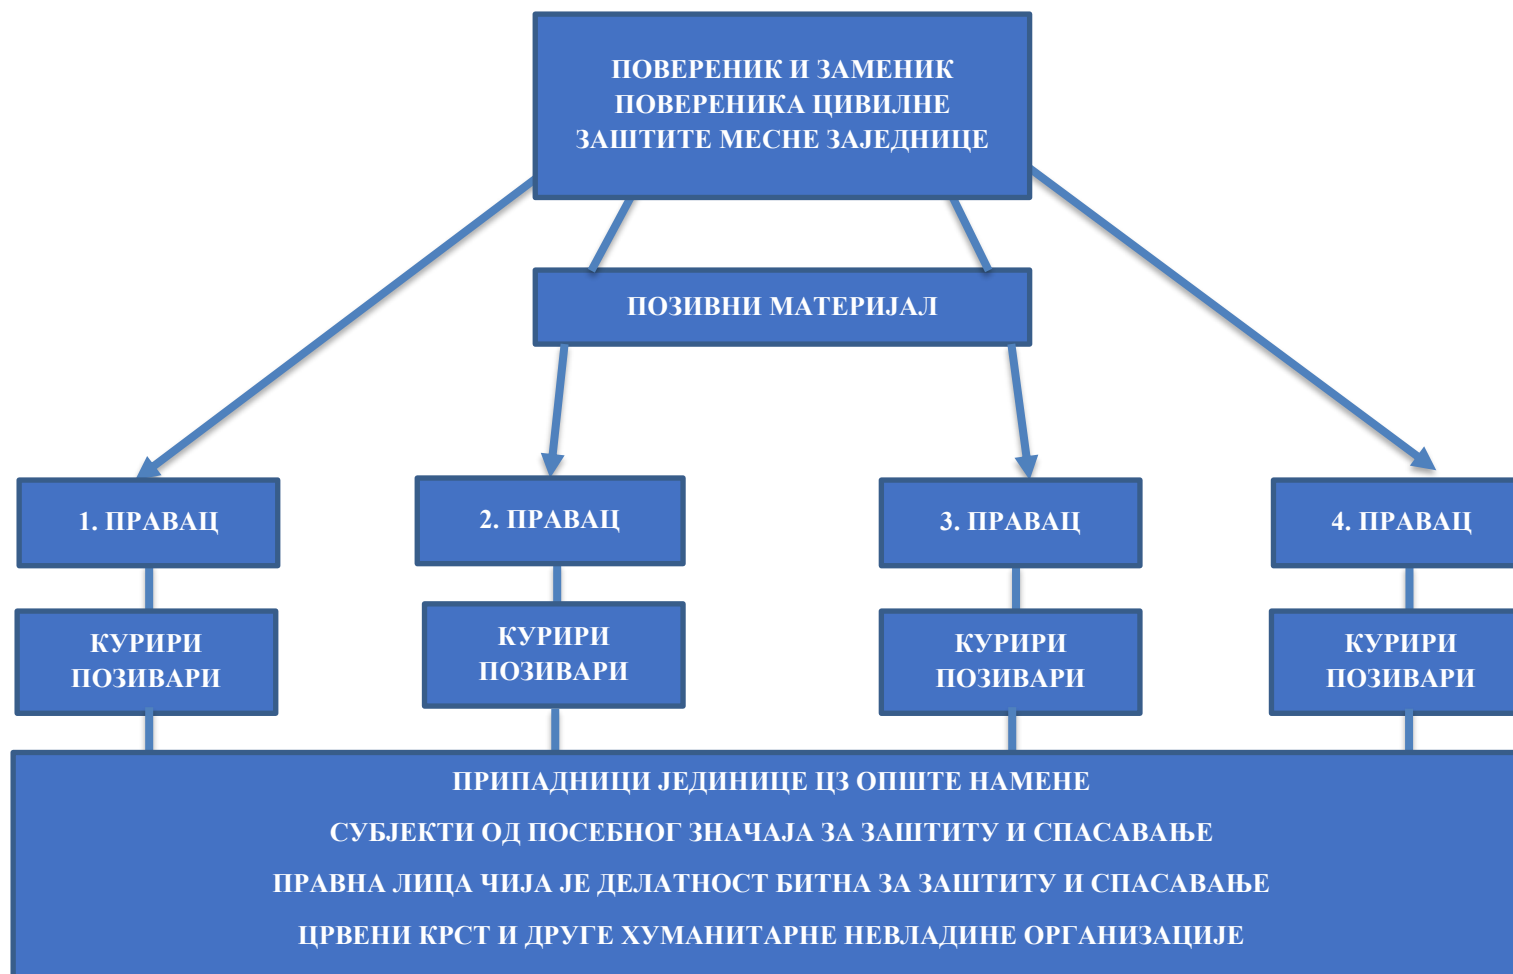 ПОВЕРЕНИК И ЗАМЕНИК
ПОВЕРЕНИКА ЦИВИЛНЕ
ЗАШТИТЕ МЕСНЕ ЗАЈЕДНИЦЕ
ПОЗИВНИ МАТЕРИЈАЛ
1. ПРАВАЦ
2. ПРАВАЦ
3. ПРАВАЦ
4. ПРАВАЦ
КУРИРИ
ПОЗИВАРИ
КУРИРИ
ПОЗИВАРИ
КУРИРИ
ПОЗИВАРИ
КУРИРИ
ПОЗИВАРИ
ПРИПАДНИЦИ ЈЕДИНИЦЕ ЦЗ ОПШТЕ НАМЕНЕ
СУБЈЕКТИ ОД ПОСЕБНОГ ЗНАЧАЈА ЗА ЗАШТИТУ И СПАСАВАЊЕ
ПРАВНА ЛИЦА ЧИЈА ЈЕ ДЕЛАТНОСТ БИТНА ЗА ЗАШТИТУ И СПАСАВАЊЕ
ЦРВЕНИ КРСТ И ДРУГЕ ХУМАНИТАРНЕ НЕВЛАДИНЕ ОРГАНИЗАЦИЈЕ